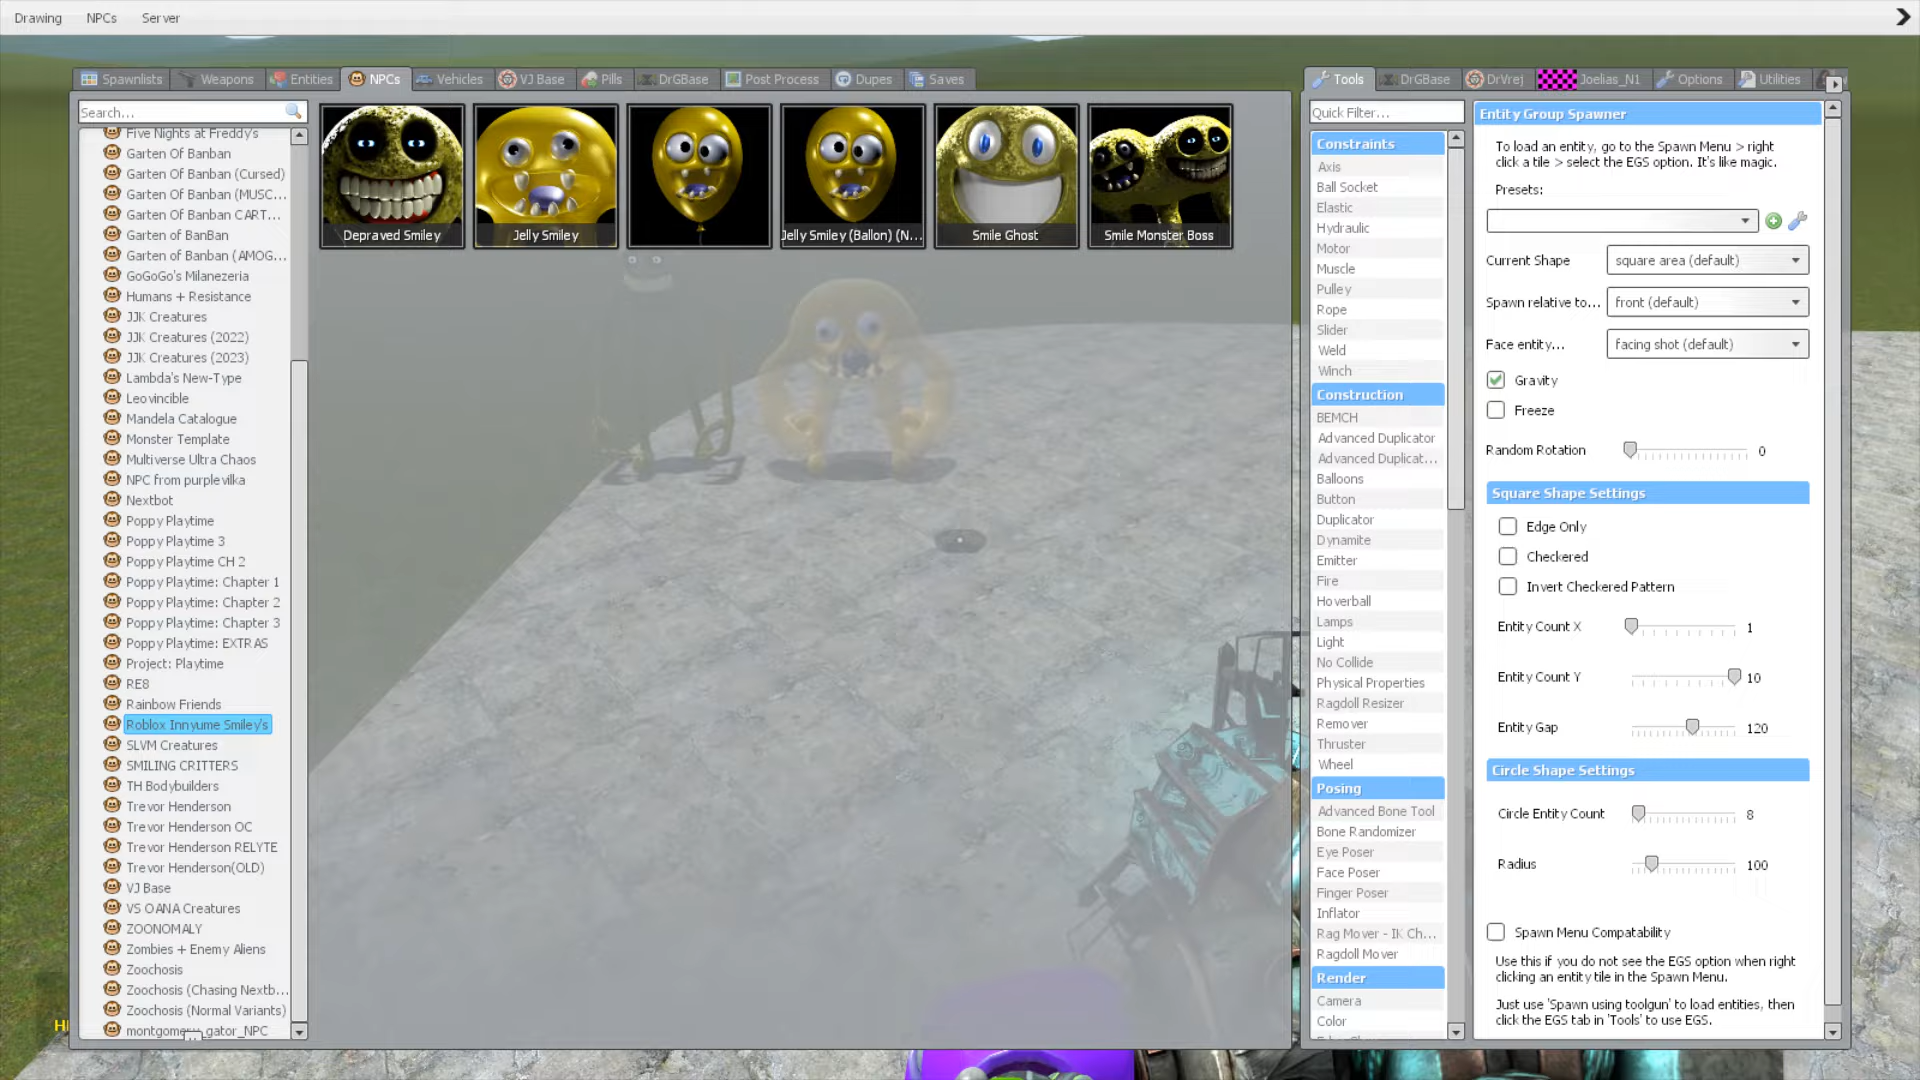 Drawing NPCs Server
Spawnlists Weapons Entities NPCs Vehicles VJ Base Pills DrGBase Post Process Dupes Saves
Search...
Five Nights at Freddy's
Garten Of Banban
Garten Of Banban (Cursed)
Garten Of Banban (MUSC...
Garten Of Banban CART...
Garten of BanBan
Garten of Banban (AMOG...
GoGoGo's Milanezeria
Humans + Resistance
JJK Creatures
JJK Creatures (2022)
JJK Creatures (2023)
Lambda's New-Type
Leovincible
Mandela Catalogue
Monster Template
Multiverse Ultra Chaos
NPC from purplevilka
Nextbot
Poppy Playtime
Poppy Playtime 3
Poppy Playtime CH 2
Poppy Playtime: Chapter 1
Poppy Playtime: Chapter 2
Poppy Playtime: Chapter 3
Poppy Playtime: EXTRAS
Project: Playtime
RE8
Rainbow Friends
Roblox Innyume Smiley's
SLVM Creatures
SMILING CRITTERS
TH Bodybuilders
Trevor Henderson
Trevor Henderson OC
Trevor Henderson RELYTE
Trevor Henderson(OLD)
VJ Base
VS OANA Creatures
ZOONOMALY
Zombies + Enemy Aliens
Zoochosis
Zoochosis (Chasing Nextb...
Zoochosis (Normal Variants)
montgomery_gator_NPC
Depraved Smiley
Jelly Smiley
Jelly Smiley (Ballon) (N...
Smile Ghost
Smile Monster Boss
Tools DrGBase DrVrej Joelias_N1 Options Utilities
Quick Filter...
Constraints
Axis
Ball Socket
Elastic
Hydraulic
Motor
Muscle
Pulley
Rope
Slider
Weld
Winch
Construction
BEMCH
Advanced Duplicator
Advanced Duplicat...
Balloons
Button
Duplicator
Dynamite
Emitter
Fire
Hoverball
Lamps
Light
No Collide
Physical Properties
Ragdoll Resizer
Remover
Thruster
Wheel
Posing
Advanced Bone Tool
Bone Randomizer
Eye Poser
Face Poser
Finger Poser
Inflator
Rag Mover - IK Ch...
Ragdoll Mover
Render
Camera
Color
Entity Group Spawner
To load an entity, go to the Spawn Menu > right
click a tile > select the EGS option. It's like magic.
Presets:
Current Shape square area (default)
Spawn relative to... front (default)
Face entity... facing shot (default)
Gravity
Freeze
Random Rotation 0
Square Shape Settings
Edge Only
Checkered
Invert Checkered Pattern
Entity Count X 1
Entity Count Y 10
Entity Gap 120
Circle Shape Settings
Circle Entity Count 8
Radius 100
Spawn Menu Compatability
Use this if you do not see the EGS option when right
clicking an entity tile in the Spawn Menu.
Just use 'Spawn using toolgun' to load entities, then
click the EGS tab in 'Tools' to use EGS.